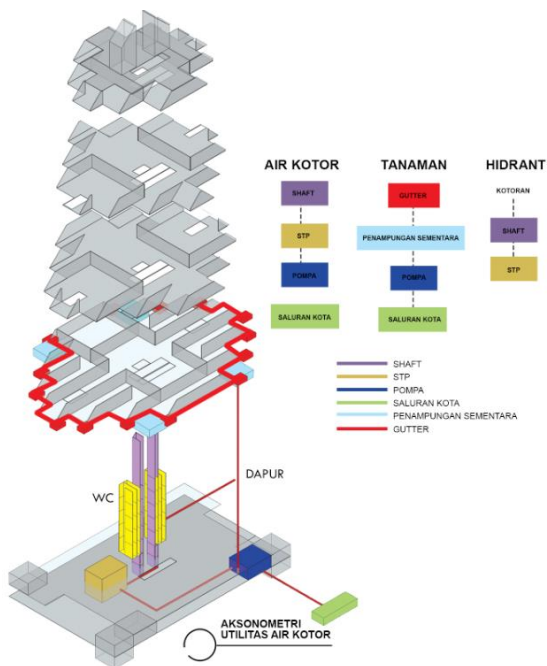 AIR KOTOR
SHAFT
STP
POMPA
SALURAN KOTA
TANAMAN
GUTTER
PENAMPUNGAN SEMENTARA
POMPA
SALURAN KOTA
HIDRANT
KOTORAN
SHAFT
STP
SHAFT
STP
POMPA
SALURAN KOTA
PENAMPUNGAN SEMENTARA
GUTTER
DAPUR
WC
AKSONOMETRI
UTILITAS AIR KOTOR